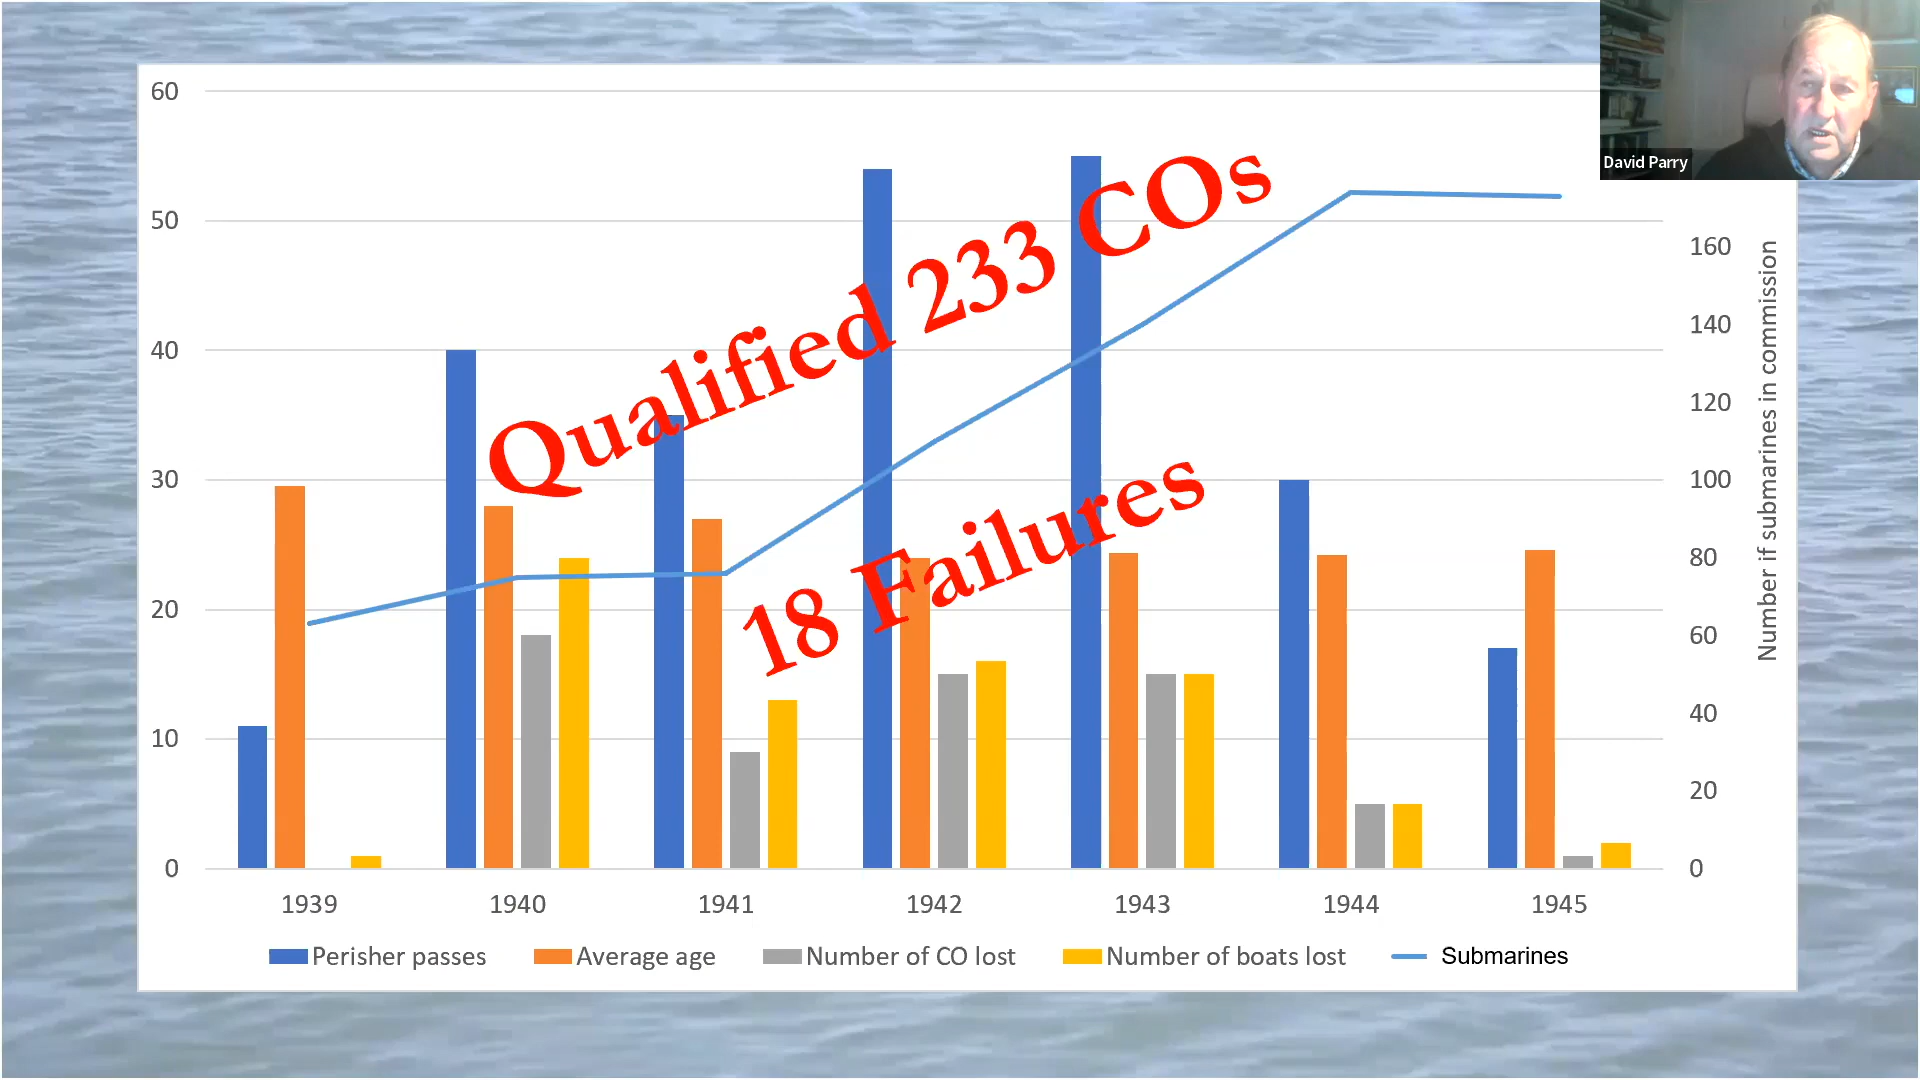 David Parry
60
50
40
30
20
10
0
160
140
120
100
80
60
40
20
0
Number if submarines in commission
Qualified 233 COs
18 Failures
1939 1940 1941 1942 1943 1944 1945
Perisher passes Average age Number of CO lost Number of boats lost Submarines